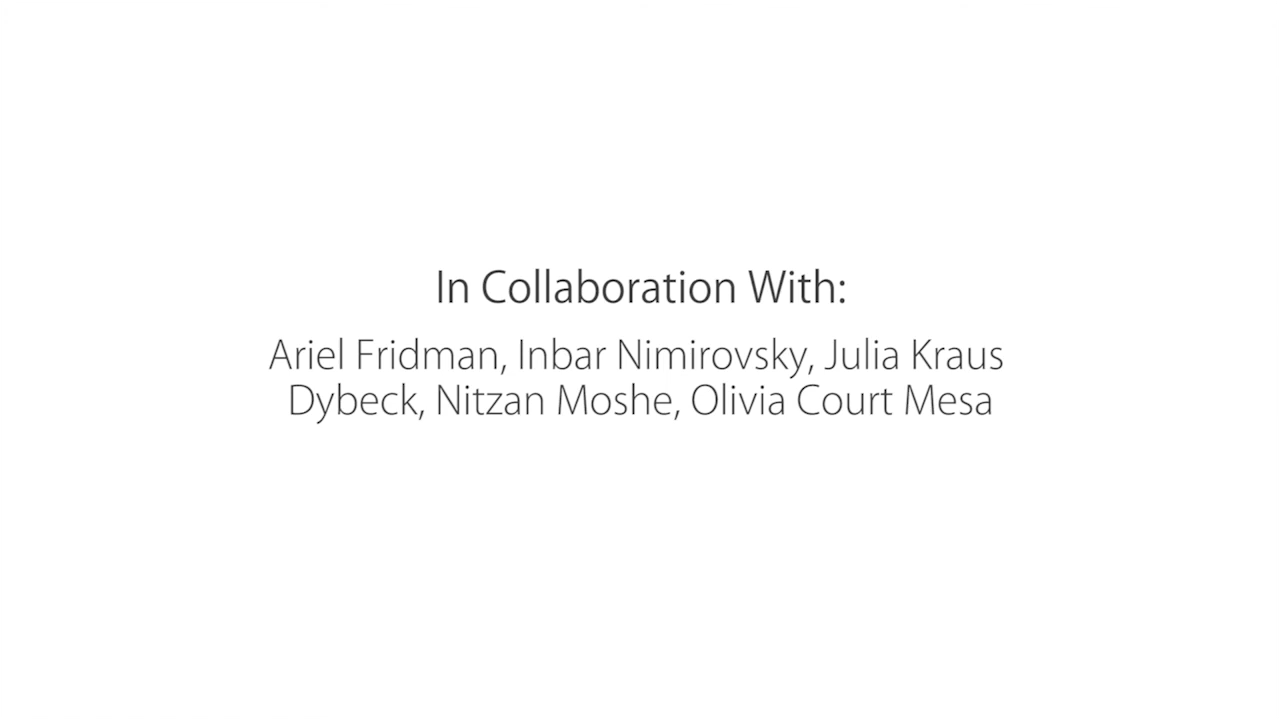 In Collaboration With:
Ariel Fridman, Inbar Nimirovsky, Julia Kraus
Dybeck, Nitzan Moshe, Olivia Court Mesa